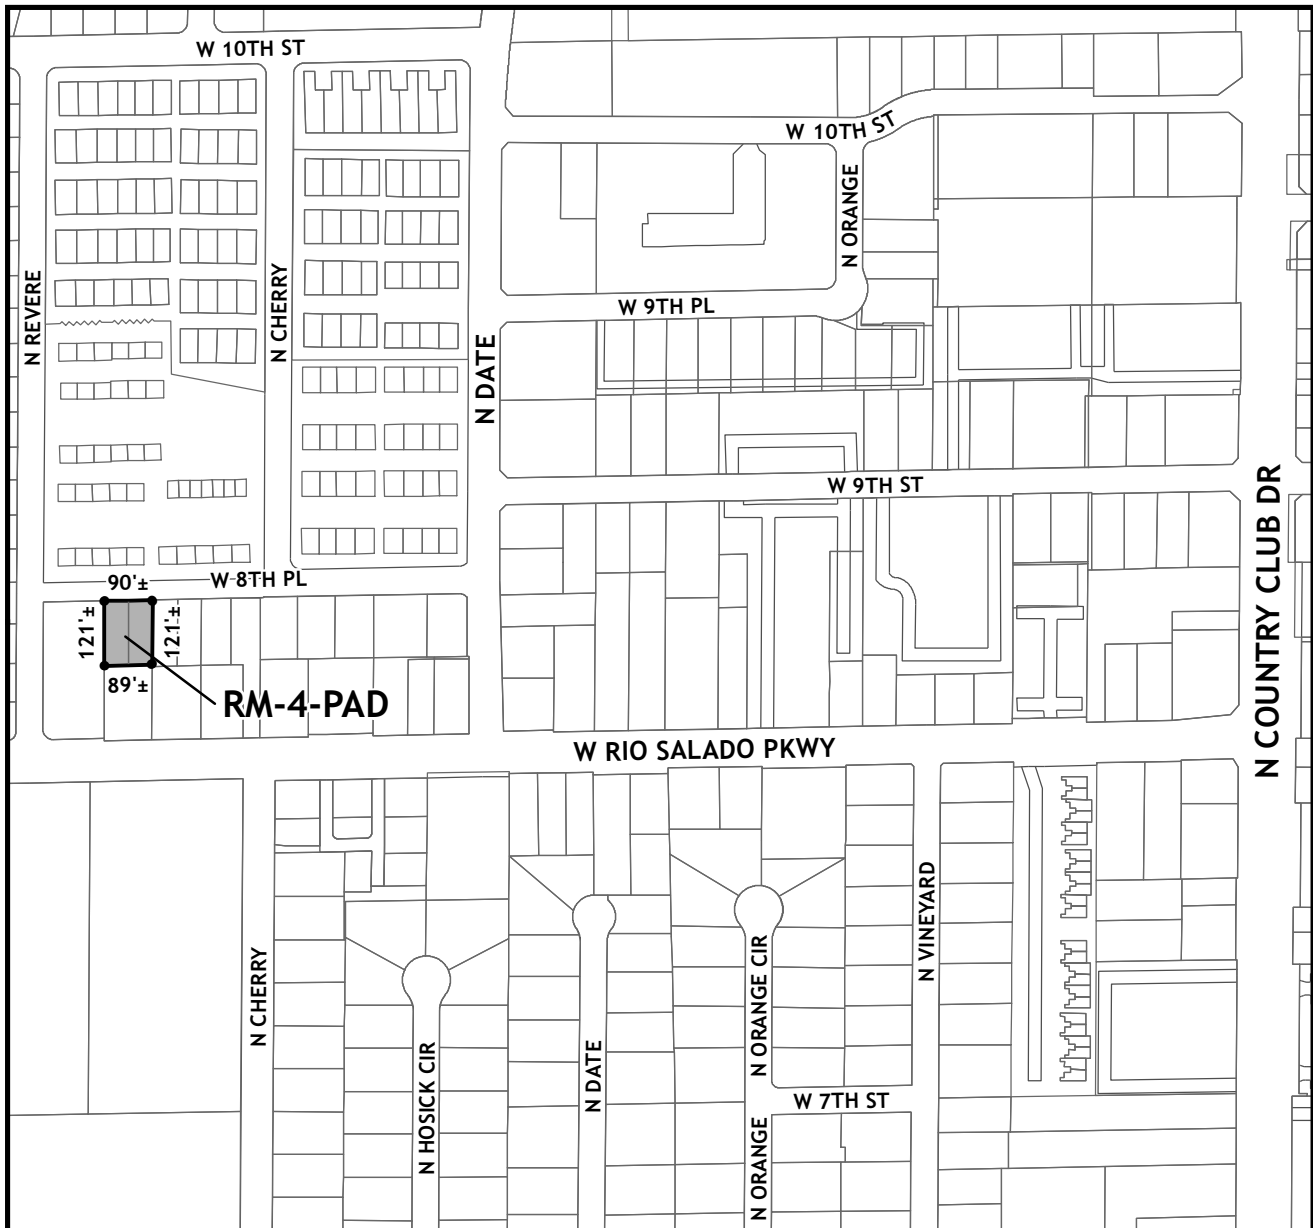 W 10TH ST
W 10TH ST
N ORANGE
N REVERE
N CHERRY
W 9TH PL
N DATE
W 9TH ST
N COUNTRY CLUB DR
W 8TH PL
90'±
121'±
121'±
89'±
RM-4-PAD
W RIO SALADO PKWY
N VINEYARD
N CHERRY
N HOSICK CIR
N DATE
N ORANGE CIR
W 7TH ST
N ORANGE